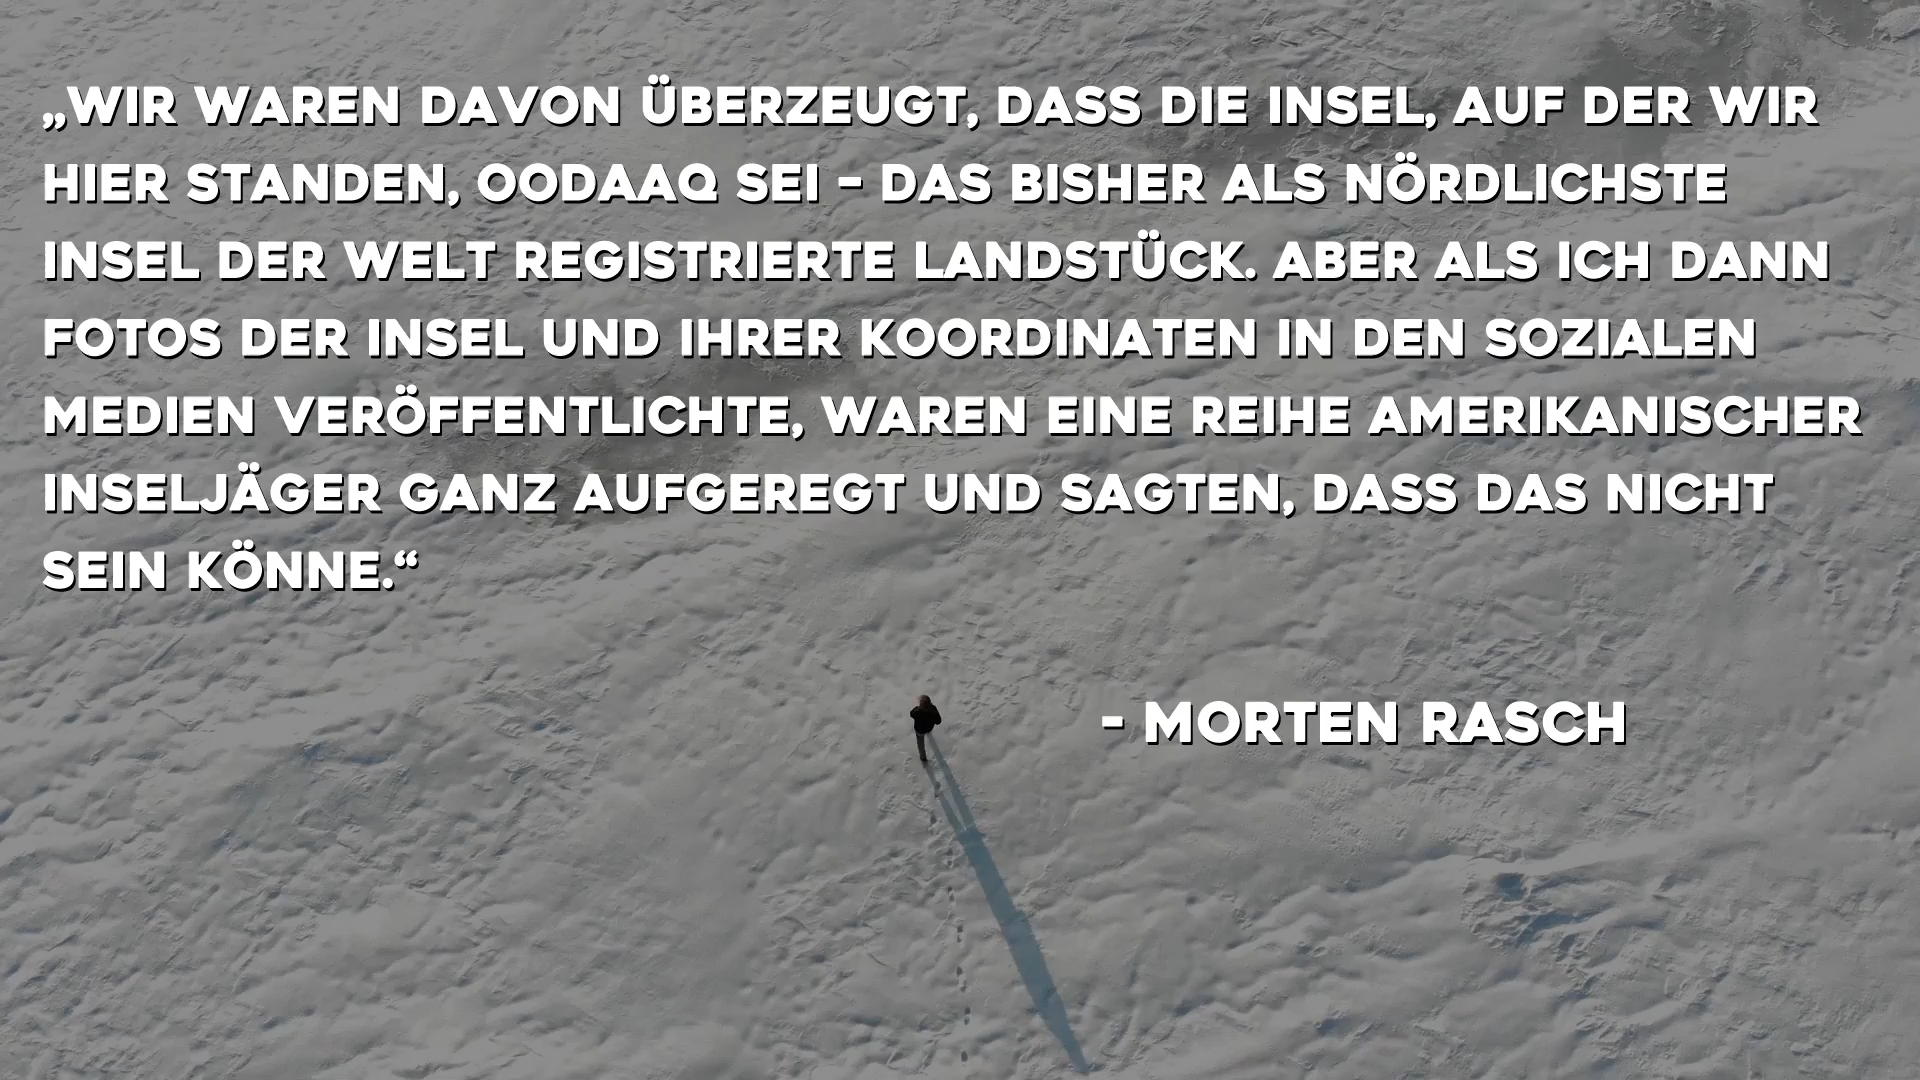 „WIR WAREN DAVON ÜBERZEUGT, DASS DIE INSEL, AUF DER WIR
HIER STANDEN, OODAAQ SEI – DAS BISHER ALS NÖRDLICHSTE
INSEL DER WELT REGISTRIERTE LANDSTÜCK. ABER ALS ICH DANN
FOTOS DER INSEL UND IHRER KOORDINATEN IN DEN SOZIALEN
MEDIEN VERÖFFENTLICHTE, WAREN EINE REIHE AMERIKANISCHER
INSELJÄGER GANZ AUFGEREGT UND SAGTEN, DASS DAS NICHT
SEIN KÖNNE.“
- MORTEN RASCH